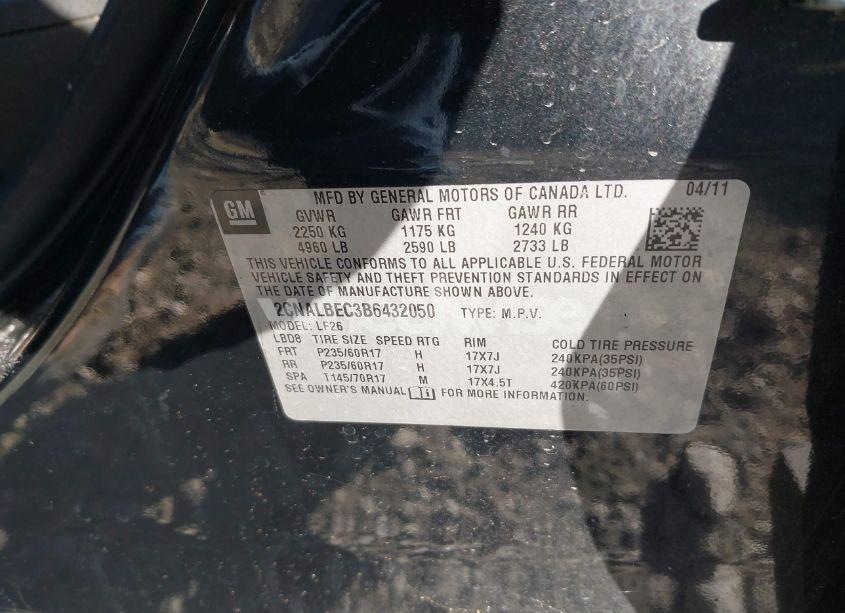 GM
MFD BY GENERAL MOTORS OF CANADA LTD. 04/11
GVWR GAWR FRT GAWR RR
2250 KG 1175 KG 1240 KG
4960 LB 2590 LB 2733 LB
THIS VEHICLE CONFORMS TO ALL APPLICABLE U.S. FEDERAL MOTOR
VEHICLE SAFETY AND THEFT PREVENTION STANDARDS IN EFFECT ON
THE DATE OF MANUFACTURE SHOWN ABOVE.
2CNALBEC3B6432050 TYPE: M.P.V.
MODEL: LF26
LBD8 TIRE SIZE SPEED RTG RIM COLD TIRE PRESSURE
FRT P235/60R17 H 17X7J 240KPA(35PSI)
RR P235/60R17 H 17X7J 240KPA(35PSI)
SPA T145/70R17 M 17X4.5T 420KPA(60PSI)
SEE OWNER'S MANUAL FOR MORE INFORMATION.